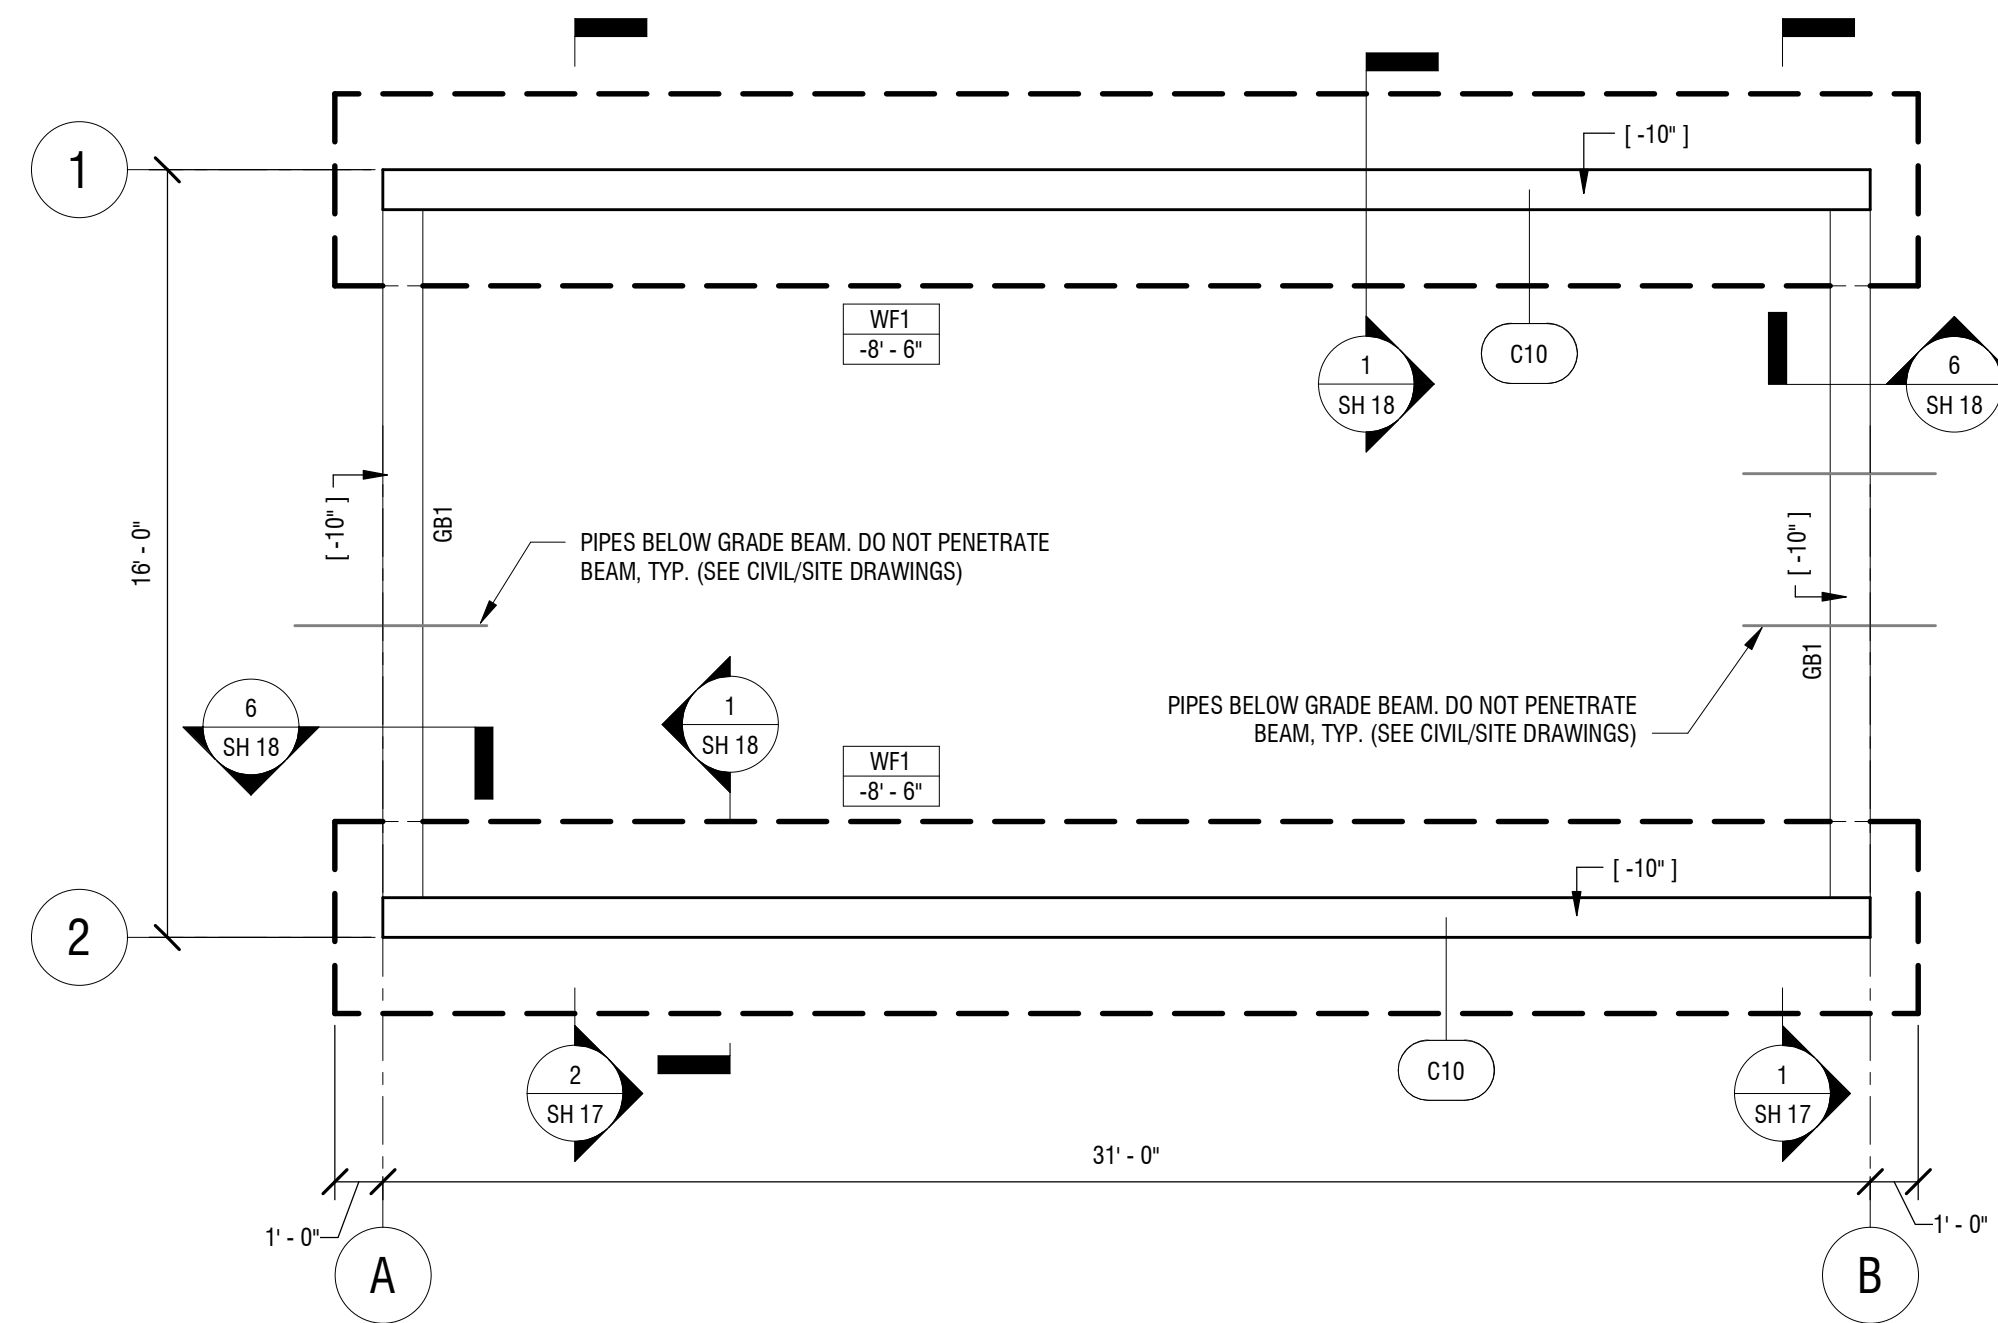 [ -10" ]
1
WF1
-8' - 6"
1
SH 18
C10
6
SH 18
[ -10" ]
GB1
16' - 0"
[ -10" ]
PIPES BELOW GRADE BEAM. DO NOT PENETRATE
BEAM, TYP. (SEE CIVIL/SITE DRAWINGS)
GB1
6
SH 18
1
SH 18
PIPES BELOW GRADE BEAM. DO NOT PENETRATE
BEAM, TYP. (SEE CIVIL/SITE DRAWINGS)
WF1
-8' - 6"
[ -10" ]
2
2
SH 17
C10
1
SH 17
31' - 0"
1' - 0"
1' - 0"
A
B